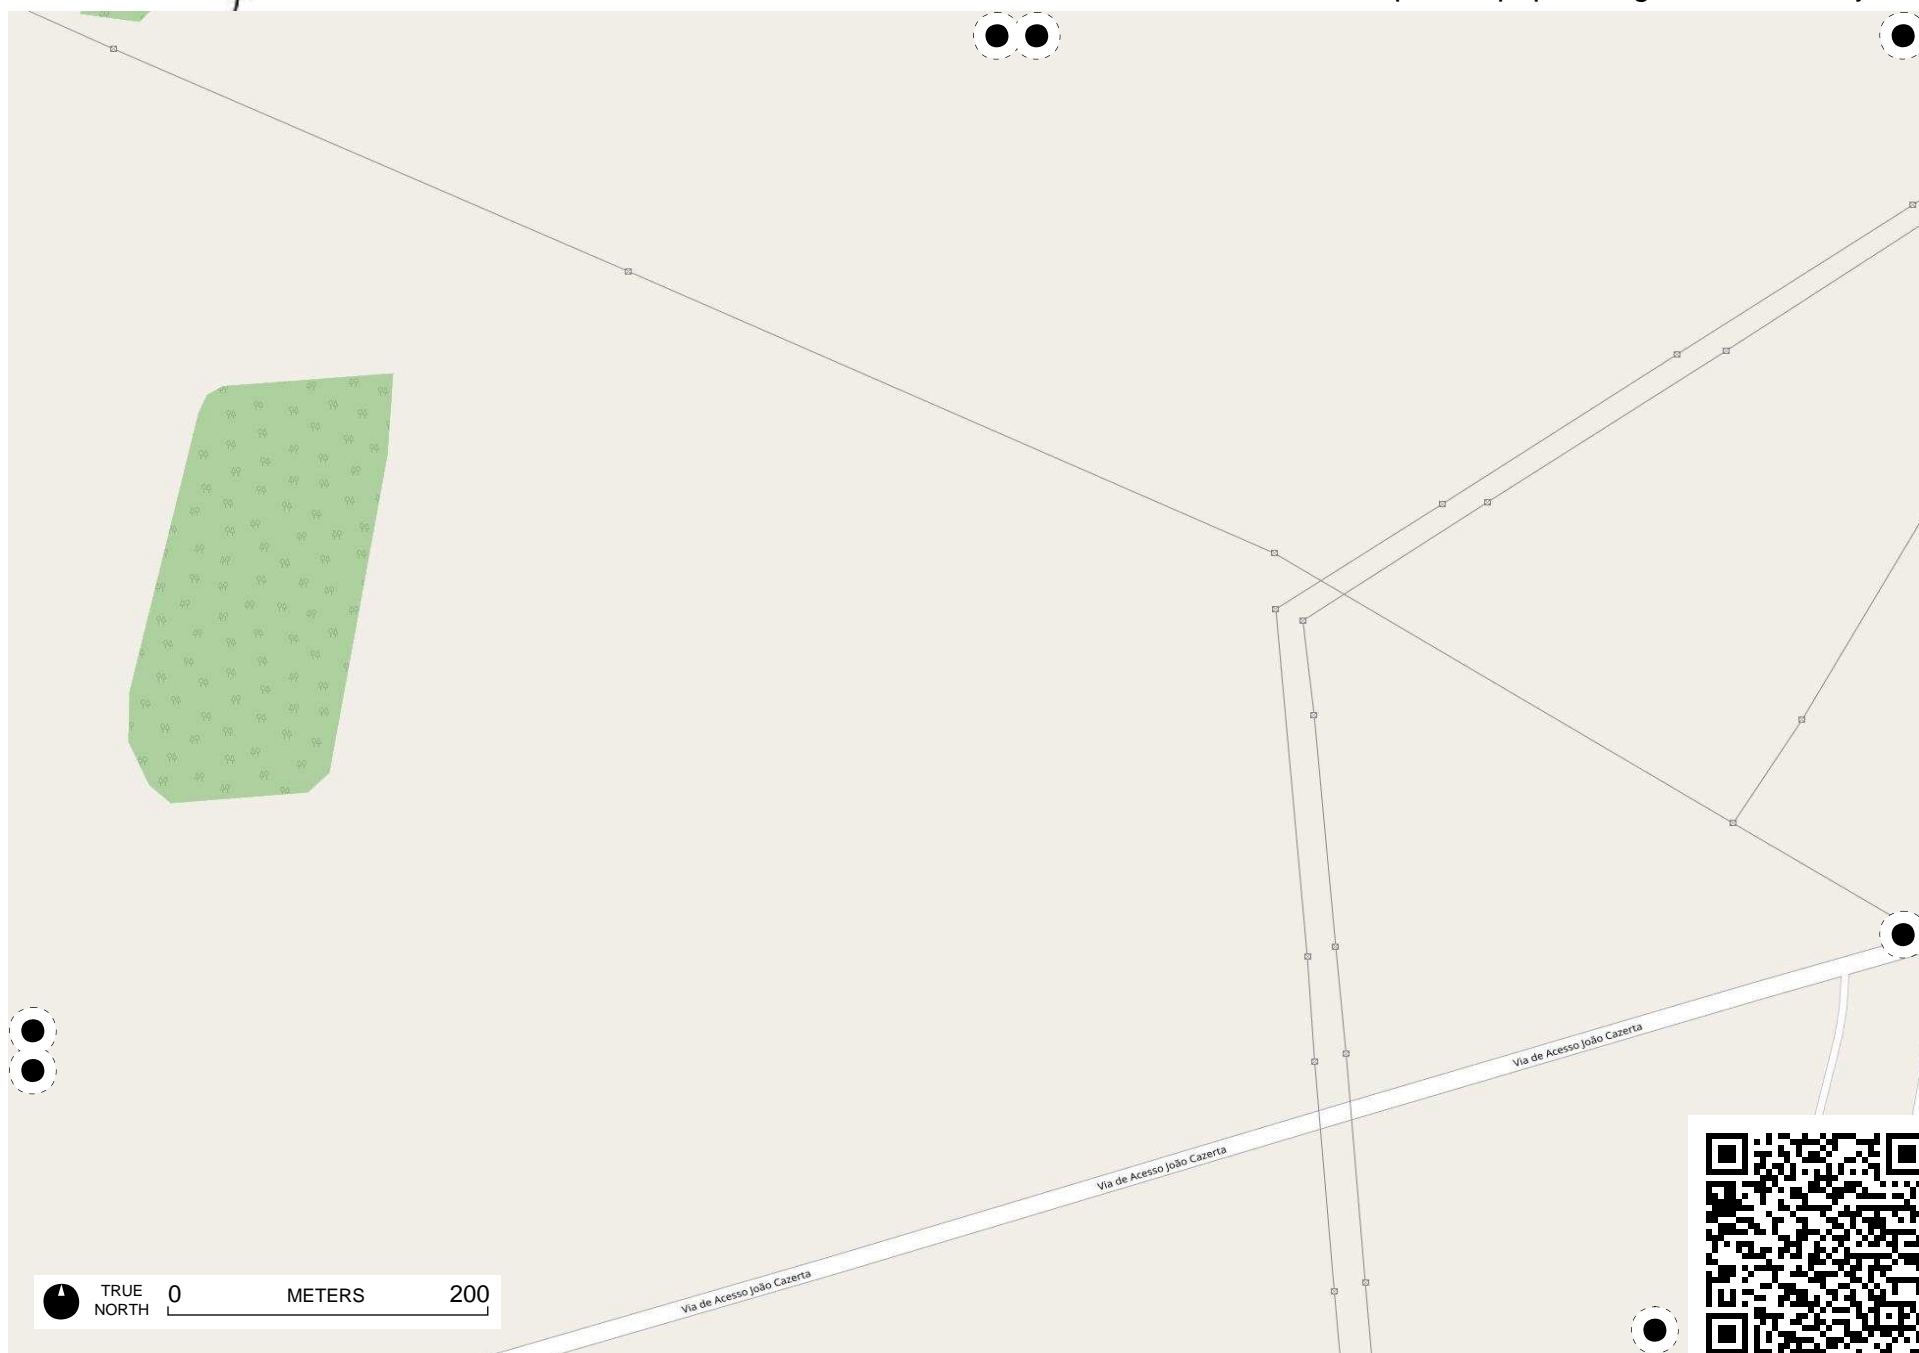 Via de Acesso João Cazerta
Via de Acesso João Cazerta
Via de Acesso João Cazerta
TRUE
NORTH
0 METERS 200